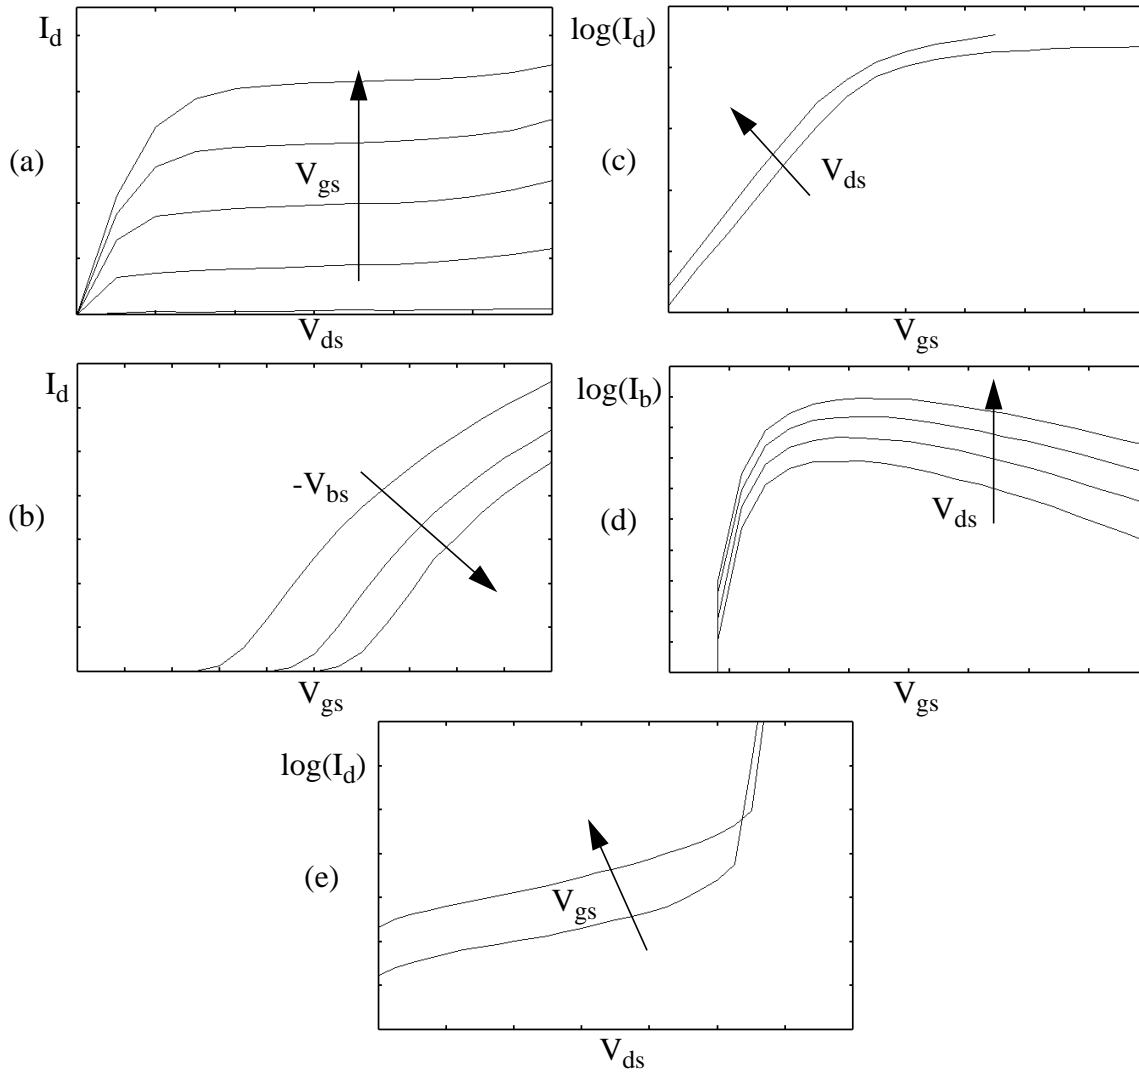 I_d
(a)
V_gs
V_ds
log(I_d)
(c)
V_ds
V_gs
I_d
(b)
-V_bs
V_gs
log(I_b)
(d)
V_ds
V_gs
log(I_d)
(e)
V_gs
V_ds